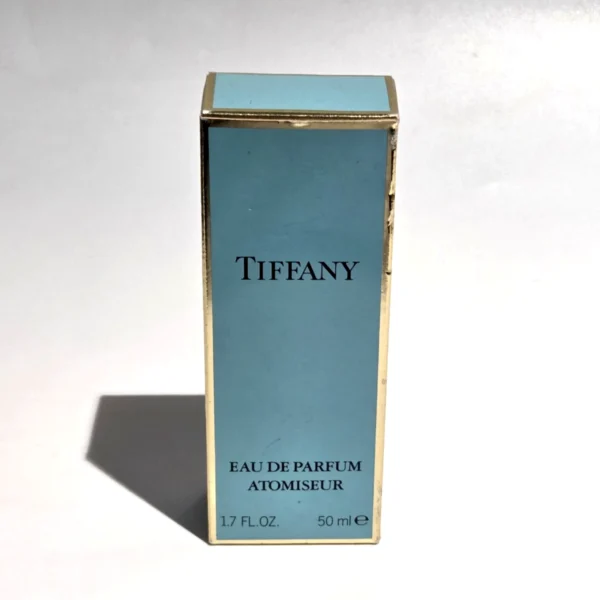 TIFFANY
EAU DE PARFUM
ATOMISEUR
1.7 FL.OZ. 50 ml ℮